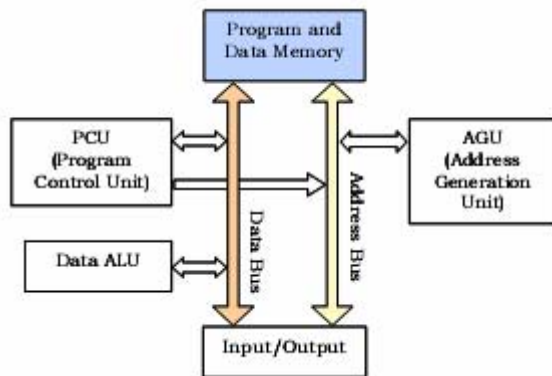 Program and
Data Memory
PCU
(Program
Control Unit)
AGU
(Address
Generation
Unit)
Data ALU
Data Bus
Address Bus
Input/Output